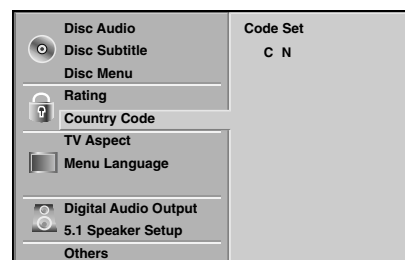 Disc Audio
Disc Subtitle
Disc Menu
Rating
Country Code
TV Aspect
Menu Language
Digital Audio Output
5.1 Speaker Setup
Others
Code Set
C N